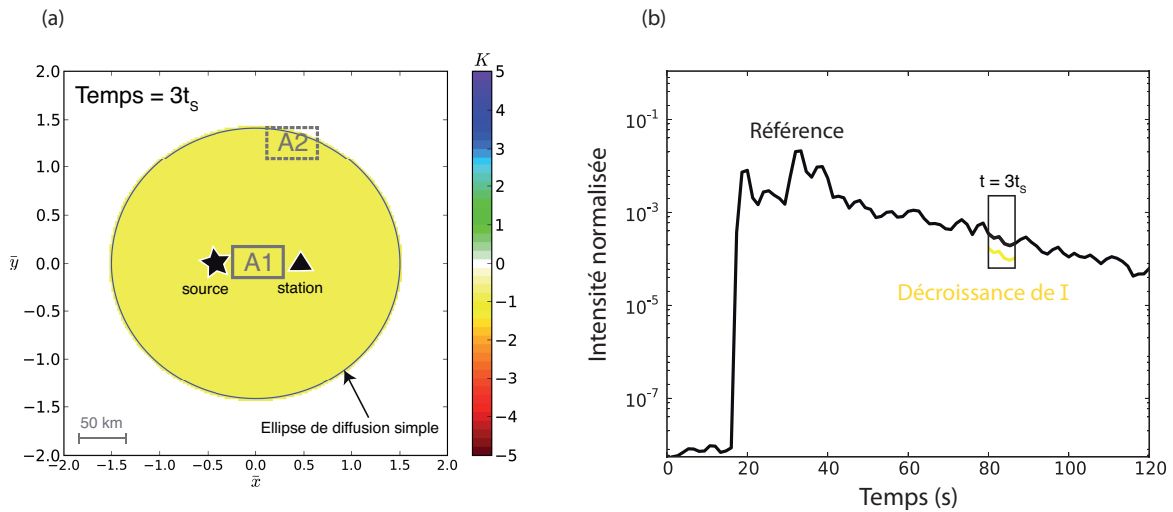 (a)
(b)
K
Temps = 3tₛ
A2
A1
source
station
Ellipse de diffusion simple
50 km
2.0
1.5
1.0
0.5
0.0
−0.5
−1.0
−1.5
−2.0
ȳ
−2.0 −1.5 −1.0 −0.5 0.0 0.5 1.0 1.5 2.0
x̄
5
4
3
2
1
0
−1
−2
−3
−4
−5
Intensité normalisée
10⁻¹
10⁻³
10⁻⁵
10⁻⁷
Référence
t = 3tₛ
Décroissance de I
0 20 40 60 80 100 120
Temps (s)